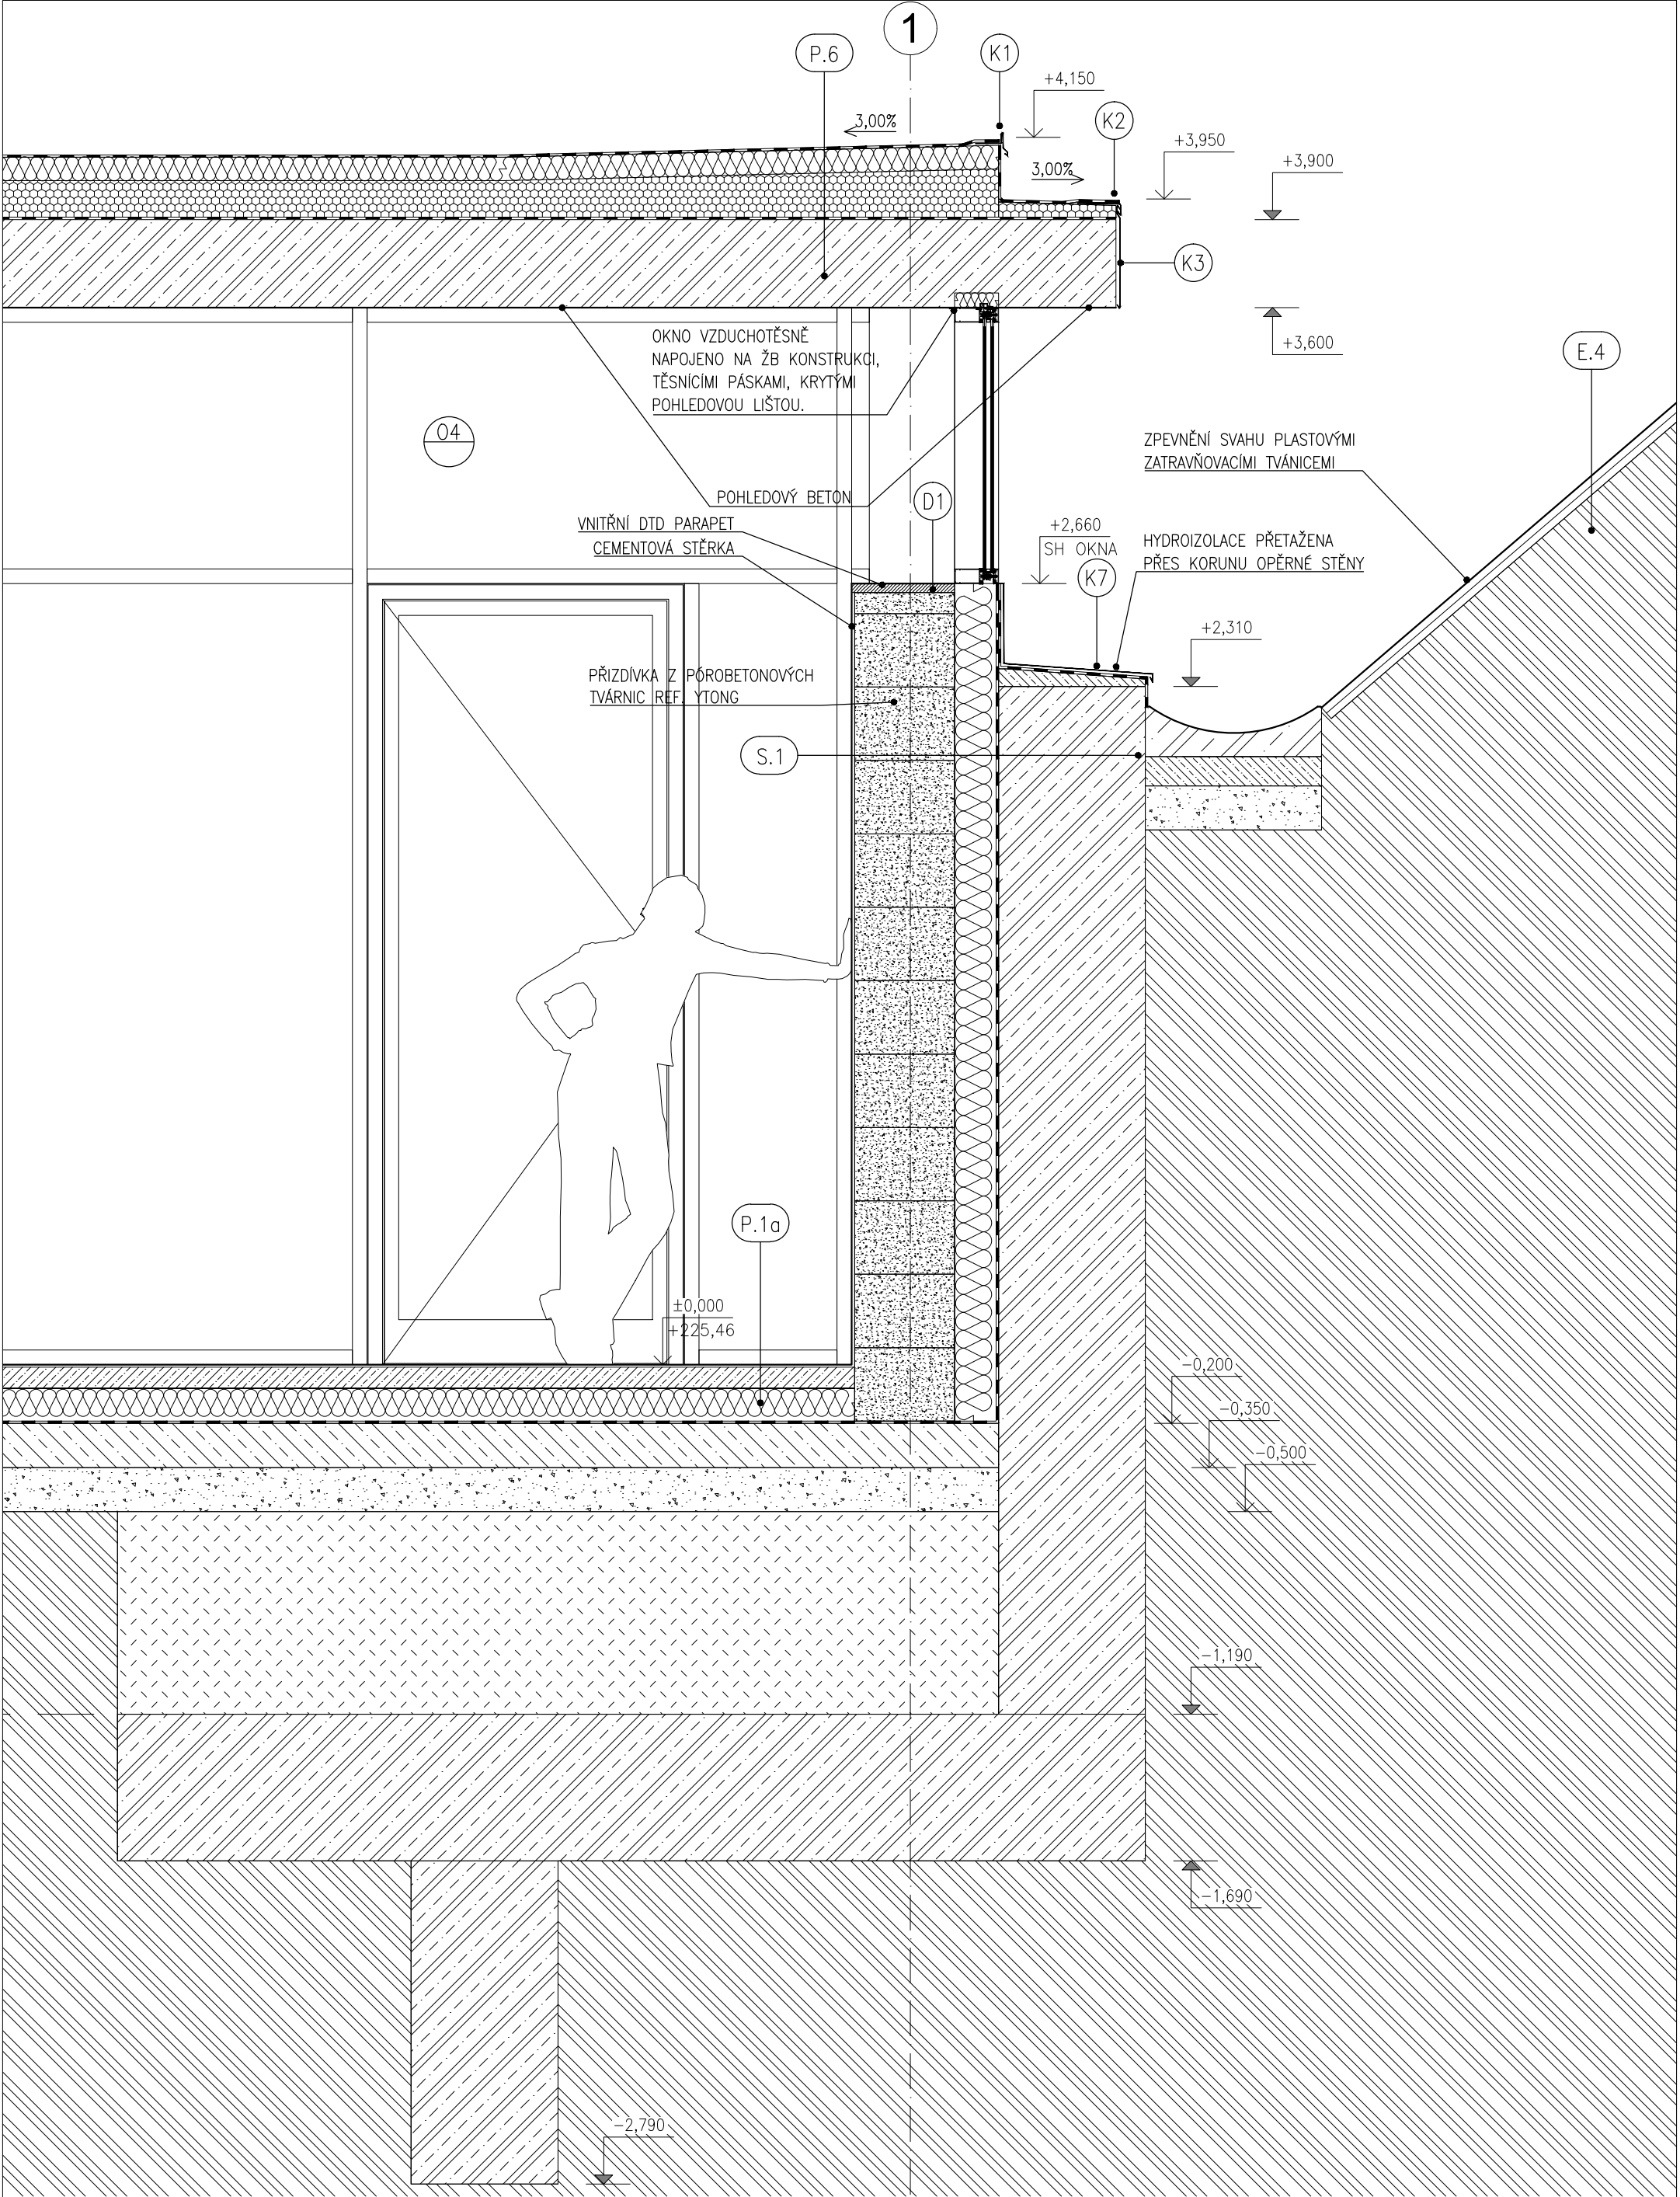 1
P.6
K1
+4,150
K2
3,00%
+3,950
3,00%
+3,900
K3
OKNO VZDUCHOTĚSNĚ
NAPOJENO NA ŽB KONSTRUKCI,
TĚSNÍCÍMI PÁSKAMI, KRYTÝMI
POHLEDOVOU LIŠTOU.
+3,600
E.4
O4
ZPEVNĚNÍ SVAHU PLASTOVÝMI
ZATRAVŇOVACÍMI TVÁNICEMI
POHLEDOVÝ BETON
D1
VNITŘNÍ DTD PARAPET
CEMENTOVÁ STĚRKA
+2,660
SH OKNA
K7
HYDROIZOLACE PŘETAŽENA
PŘES KORUNU OPĚRNÉ STĚNY
+2,310
PŘIZDÍVKA Z PÓROBETONOVÝCH
TVÁRNIC REF. YTONG
S.1
P.1a
±0,000
+225,46
-0,200
-0,350
-0,500
-1,190
-1,690
-2,790